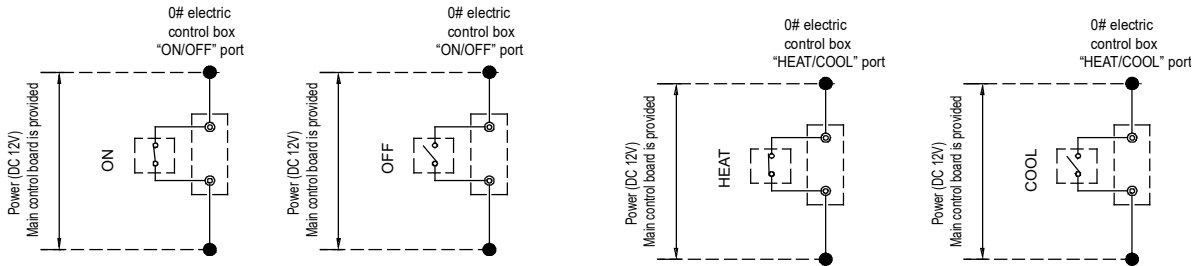 0# electric
control box
“ON/OFF” port
Power (DC 12V)
Main control board is provided
ON
0# electric
control box
“ON/OFF” port
Power (DC 12V)
Main control board is provided
OFF
0# electric
control box
“HEAT/COOL” port
Power (DC 12V)
Main control board is provided
HEAT
0# electric
control box
“HEAT/COOL” port
Power (DC 12V)
Main control board is provided
COOL